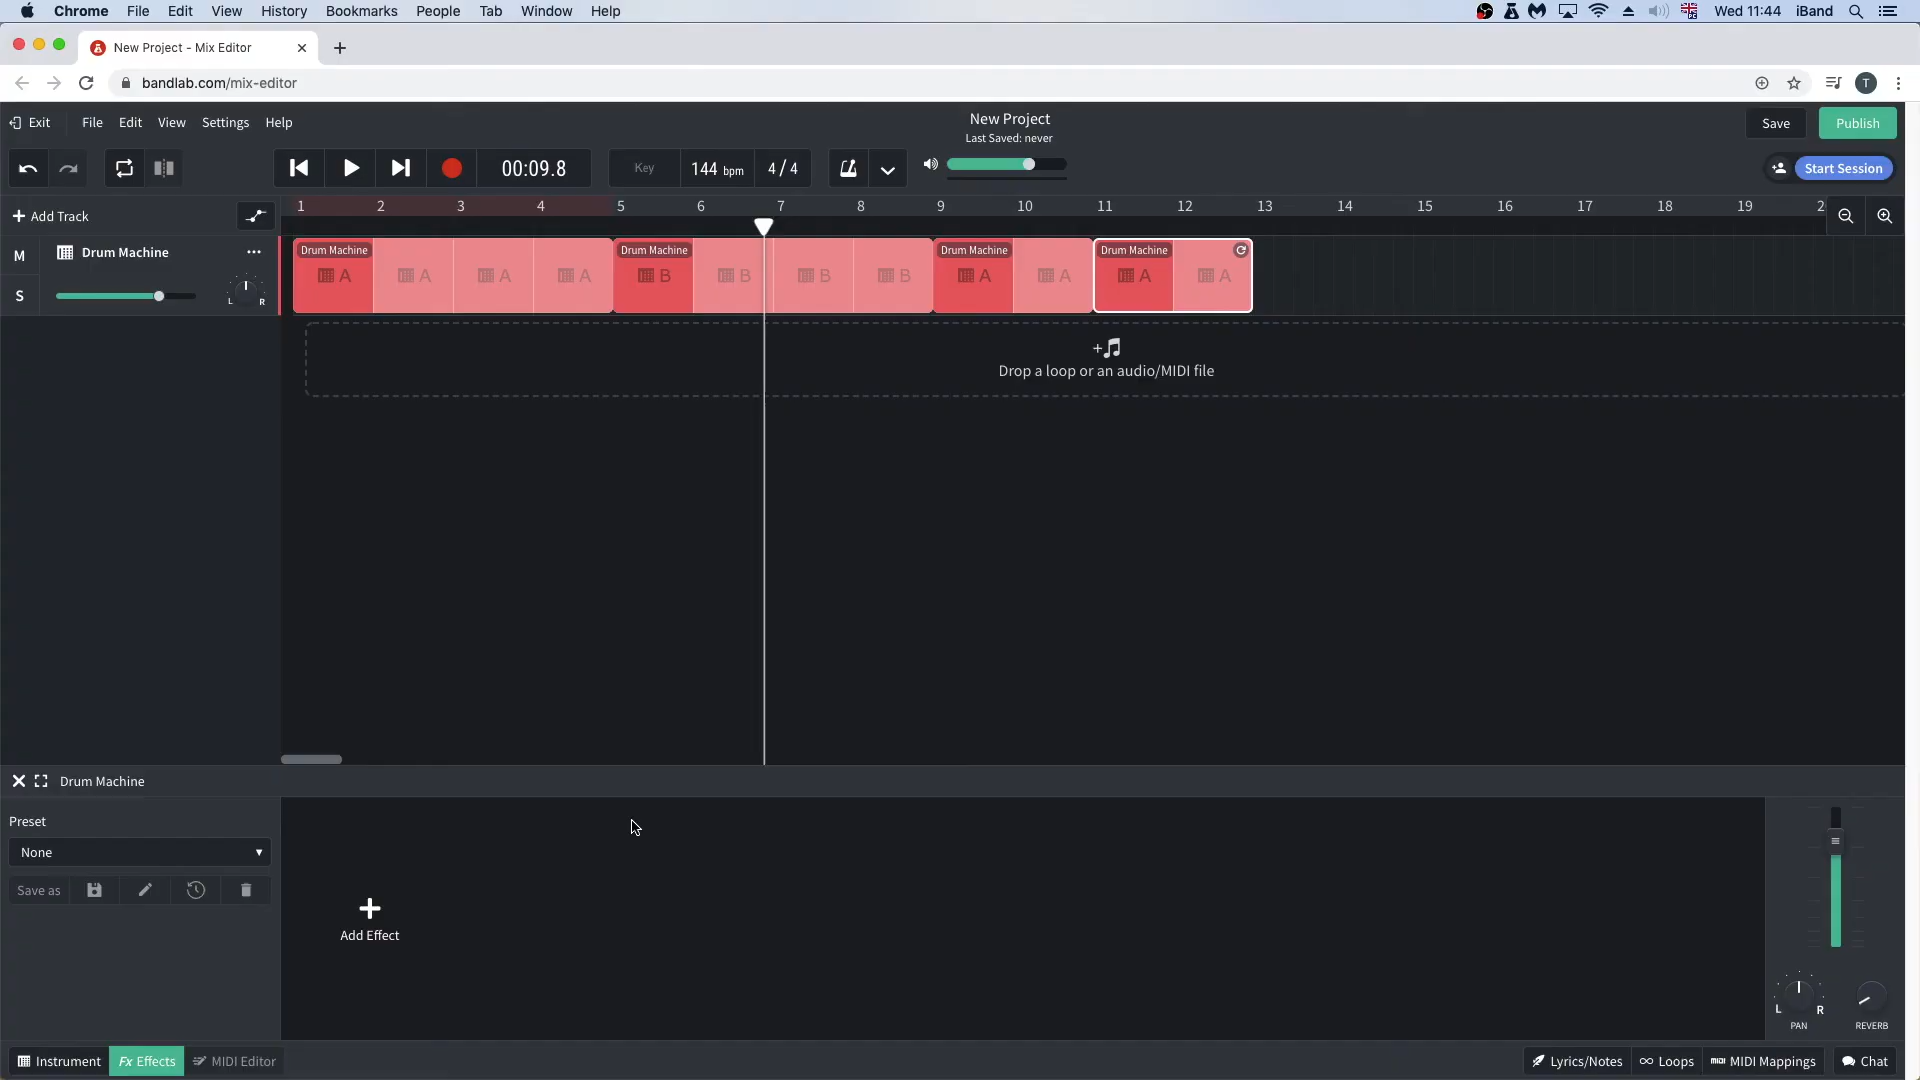 Chrome File Edit View History Bookmarks People Tab Window Help Wed 11:44 iBand
New Project - Mix Editor
bandlab.com/mix-editor T
Exit File Edit View Settings Help New Project Save Publish
Last Saved: never
00:09.8 Key 144 bpm 4 / 4 Start Session
Add Track 1 2 3 4 5 6 7 8 9 10 11 12 13 14 15 16 17 18 19 2
M Drum Machine Drum Machine Drum Machine Drum Machine Drum Machine
A A A A B B B B A A A A
S L R
Drop a loop or an audio/MIDI file
Drum Machine
Preset
None
Save as
Add Effect
L R
PAN REVERB
Instrument Fx Effects MIDI Editor Lyrics/Notes Loops MIDI Mappings Chat